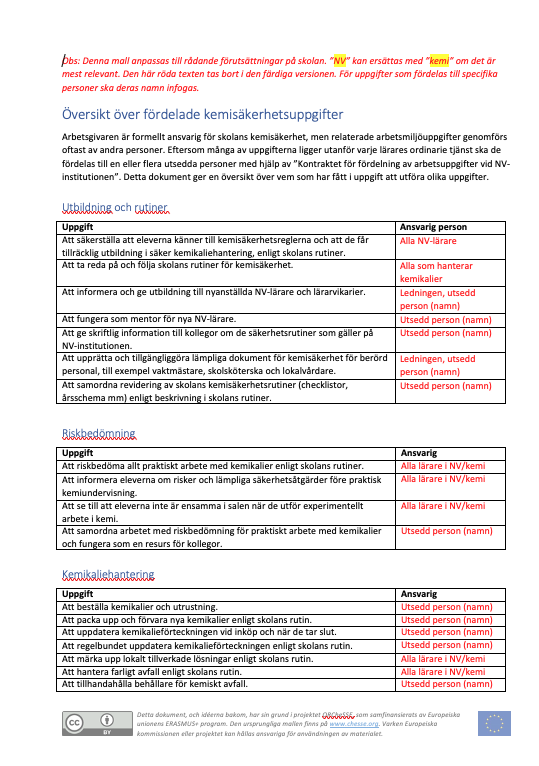 Obs: Denna mall anpassas till rådande förutsättningar på skolan. ”NV” kan ersättas med ”kemi” om det är
mest relevant. Den här röda texten tas bort i den färdiga versionen. För uppgifter som fördelas till specifika
personer ska deras namn infogas.
Översikt över fördelade kemisäkerhetsuppgifter
Arbetsgivaren är formellt ansvarig för skolans kemisäkerhet, men relaterade arbetsmiljöuppgifter genomförs
oftast av andra personer. Eftersom många av uppgifterna ligger utanför varje lärares ordinarie tjänst ska de
fördelas till en eller flera utsedda personer med hjälp av ”Kontraktet för fördelning av arbetsuppgifter vid NV-
institutionen”. Detta dokument ger en översikt över vem som har fått i uppgift att utföra olika uppgifter.
Utbildning och rutiner
Uppgift Ansvarig person
Att säkerställa att eleverna känner till kemisäkerhetsreglerna och att de får Alla NV-lärare
tillräcklig utbildning i säker kemikaliehantering, enligt skolans rutiner.
Att ta reda på och följa skolans rutiner för kemisäkerhet. Alla som hanterar
kemikalier
Att informera och ge utbildning till nyanställda NV-lärare och lärarvikarier. Ledningen, utsedd
person (namn)
Att fungera som mentor för nya NV-lärare. Utsedd person (namn)
Att ge skriftlig information till kollegor om de säkerhetsrutiner som gäller på Utsedd person (namn)
NV-institutionen.
Att upprätta och tillgängliggöra lämpliga dokument för kemisäkerhet för berörd Ledningen, utsedd
personal, till exempel vaktmästare, skolsköterska och lokalvårdare. person (namn)
Att samordna revidering av skolans kemisäkerhetsrutiner (checklistor, Utsedd person (namn)
årsschema mm) enligt beskrivning i skolans rutiner.
Riskbedömning
Uppgift Ansvarig
Att riskbedöma allt praktiskt arbete med kemikalier enligt skolans rutiner. Alla lärare i NV/kemi
Att informera eleverna om risker och lämpliga säkerhetsåtgärder före praktisk Alla lärare i NV/kemi
kemiundervisning.
Att se till att eleverna inte är ensamma i salen när de utför experimentellt Alla lärare i NV/kemi
arbete i kemi.
Att samordna arbetet med riskbedömning för praktiskt arbete med kemikalier Utsedd person (namn)
och fungera som en resurs för kollegor.
Kemikaliehantering
Uppgift Ansvarig
Att beställa kemikalier och utrustning. Utsedd person (namn)
Att packa upp och förvara nya kemikalier enligt skolans rutin. Utsedd person (namn)
Att uppdatera kemikalieförteckningen vid inköp och när de tar slut. Utsedd person (namn)
Att regelbundet uppdatera kemikalieförteckningen enligt skolans rutin. Utsedd person (namn)
Att märka upp lokalt tillverkade lösningar enligt skolans rutin. Alla lärare i NV/kemi
Att hantera farligt avfall enligt skolans rutin. Alla lärare i NV/kemi
Att tillhandahålla behållare för kemiskt avfall. Utsedd person (namn)
CC BY
Detta dokument, och idéerna bakom, har sin grund i projektet som samfinansierats av Europeiska
unionens ERASMUS+ program. Den ursprungliga mallen finns på www.chesse.org. Varken Europeiska
kommissionen eller projektet kan hållas ansvariga för användningen av materialet.